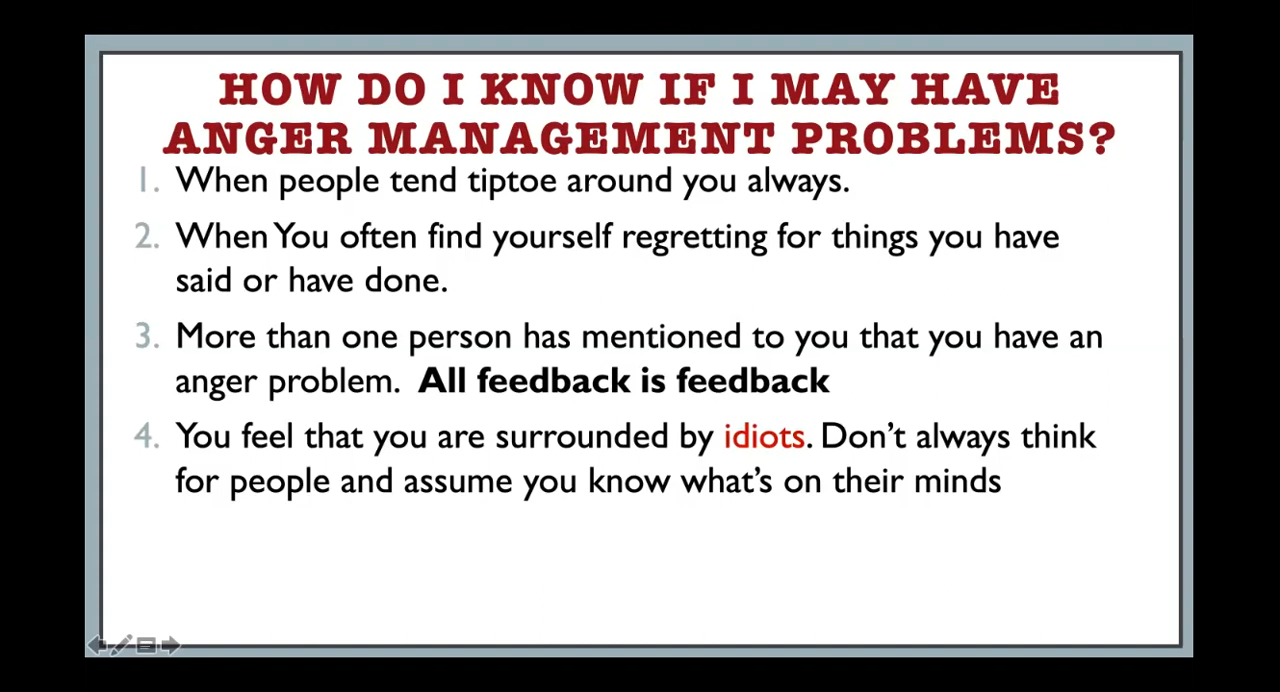 HOW DO I KNOW IF I MAY HAVE
ANGER MANAGEMENT PROBLEMS?
1. When people tend tiptoe around you always.
2. When You often find yourself regretting for things you have
said or have done.
3. More than one person has mentioned to you that you have an
anger problem. All feedback is feedback
4. You feel that you are surrounded by idiots. Don’t always think
for people and assume you know what’s on their minds